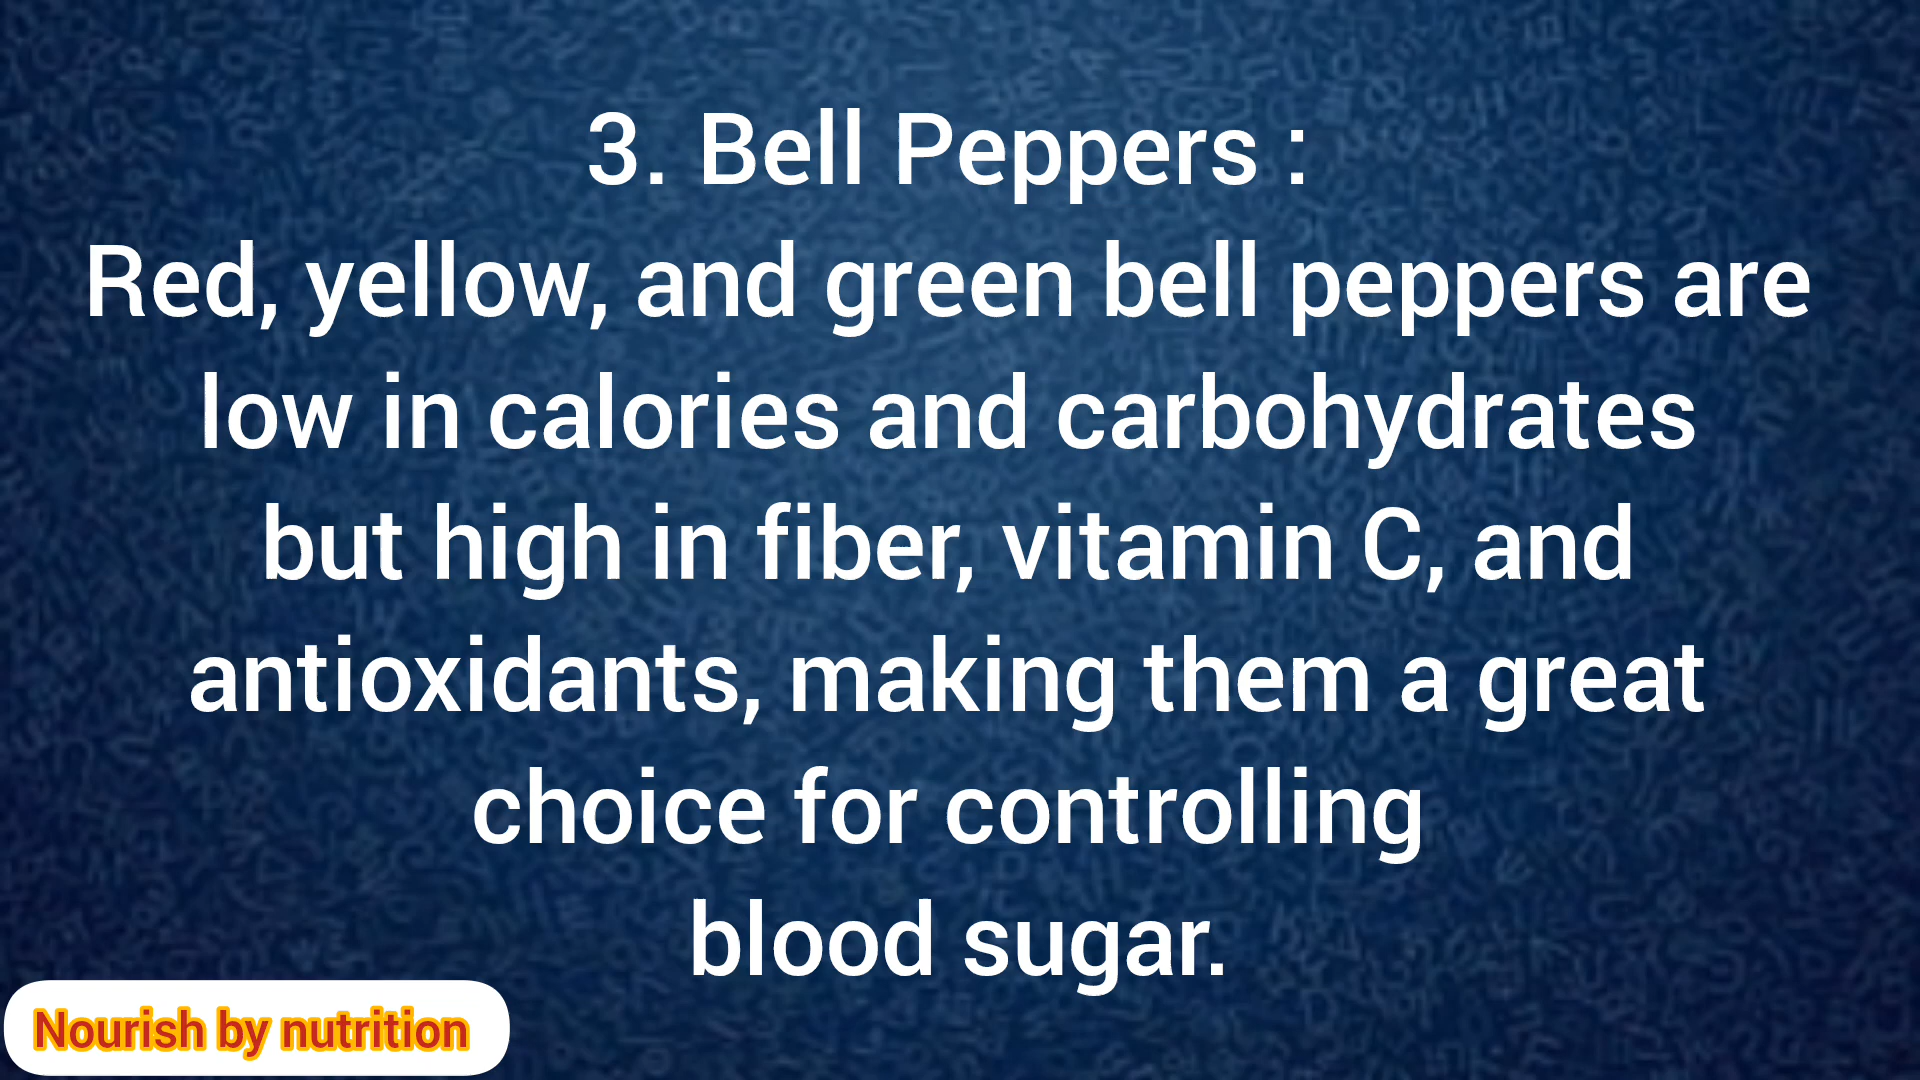 3. Bell Peppers :
Red, yellow, and green bell peppers are
low in calories and carbohydrates
but high in fiber, vitamin C, and
antioxidants, making them a great
choice for controlling
blood sugar.
Nourish by nutrition